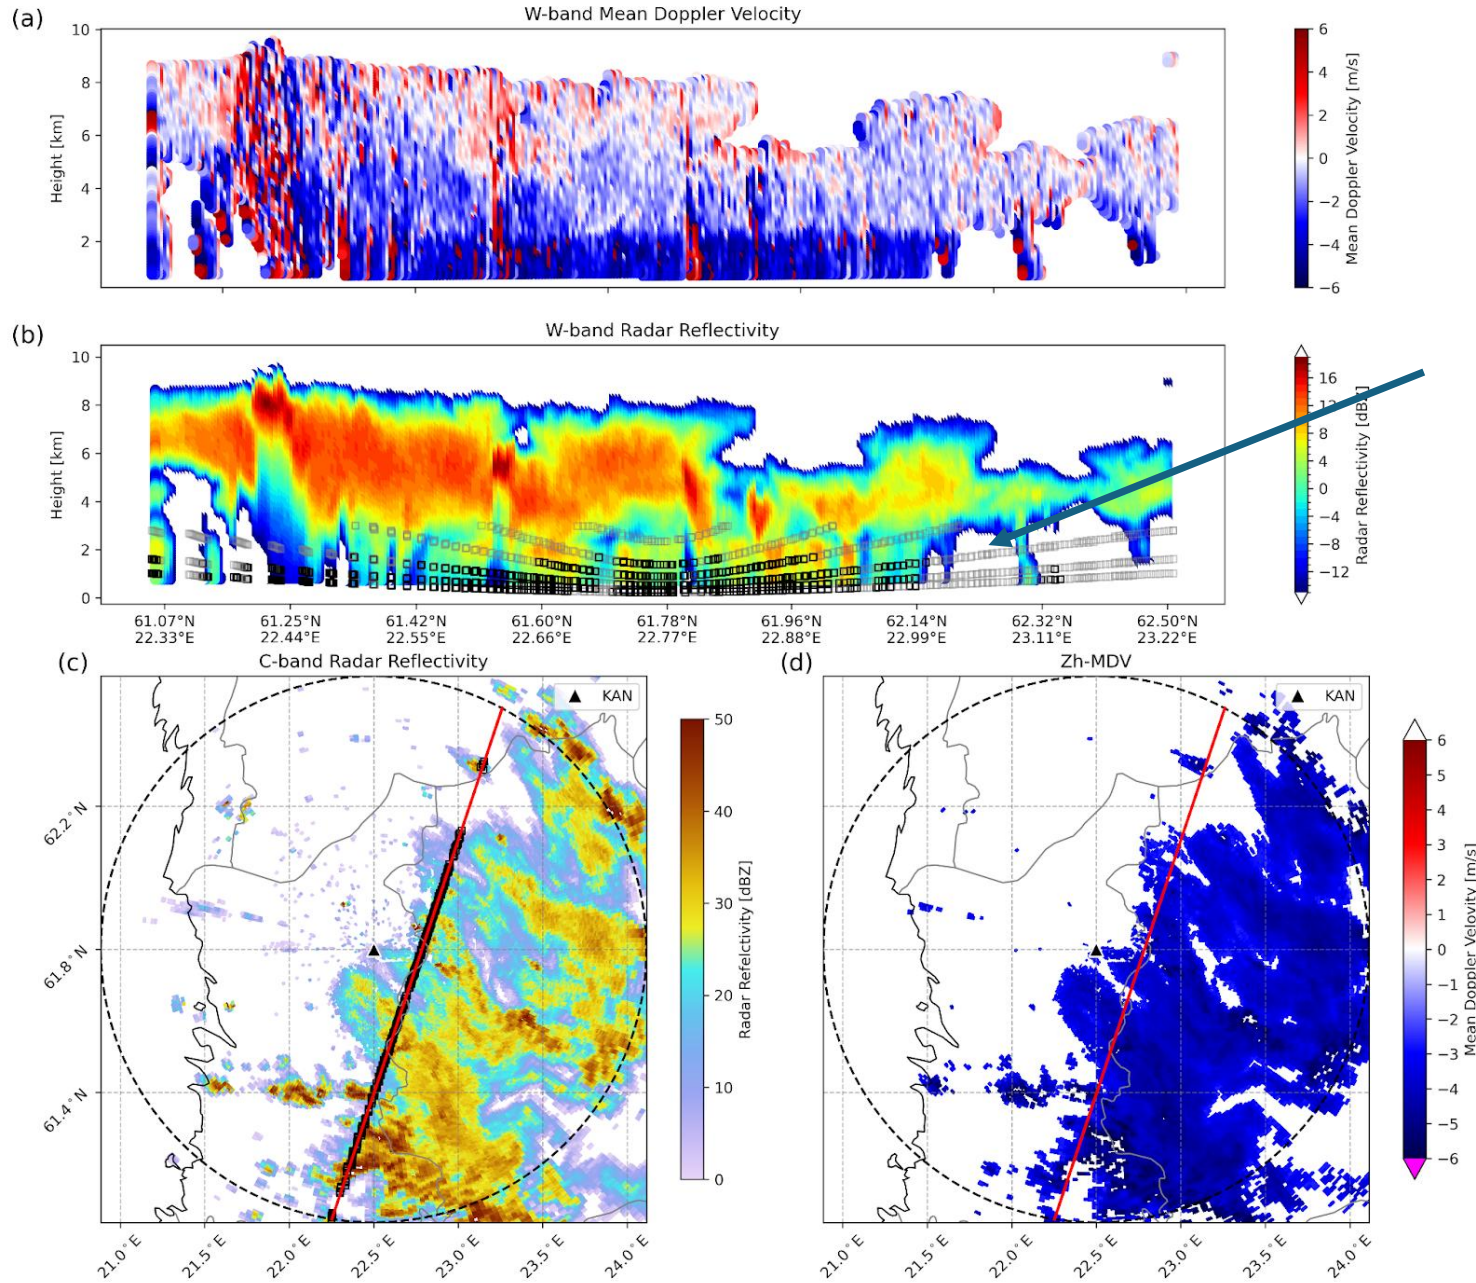 (a)
W-band Mean Doppler Velocity
10
8
6
4
2
Height [km]
6
4
2
0
−2
−4
−6
Mean Doppler Velocity [m/s]
(b)
W-band Radar Reflectivity
10
8
6
4
2
0
Height [km]
16
12
8
4
0
−4
−8
−12
Radar Reflectivity [dBZ]
61.07°N 61.25°N 61.42°N 61.60°N 61.78°N 61.96°N 62.14°N 62.32°N 62.50°N
22.33°E 22.44°E 22.55°E 22.66°E 22.77°E 22.88°E 22.99°E 23.11°E 23.22°E
(c)
C-band Radar Reflectivity
KAN
62.2°N
61.8°N
61.4°N
21.0°E 21.5°E 22.0°E 22.5°E 23.0°E 23.5°E 24.0°E
50
40
30
20
10
0
Radar Refelctivity [dBZ]
(d)
Zh-MDV
KAN
21.0°E 21.5°E 22.0°E 22.5°E 23.0°E 23.5°E 24.0°E
6
5
4
3
2
1
0
−1
−2
−3
−4
−5
−6
Mean Doppler Velovity [m/s]